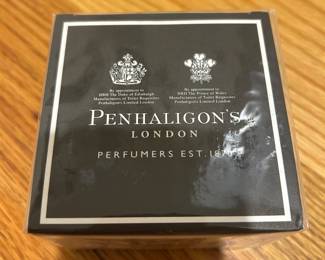 By appointment to
HRH The Duke of Edinburgh
Manufacturers of Toilet Requisites
Penhaligon's Limited London
By appointment to
HRH The Prince of Wales
Manufacturers of Toilet Requisites
Penhaligon's Limited London
PENHALIGON'S
LONDON
PERFUMERS EST. 1870